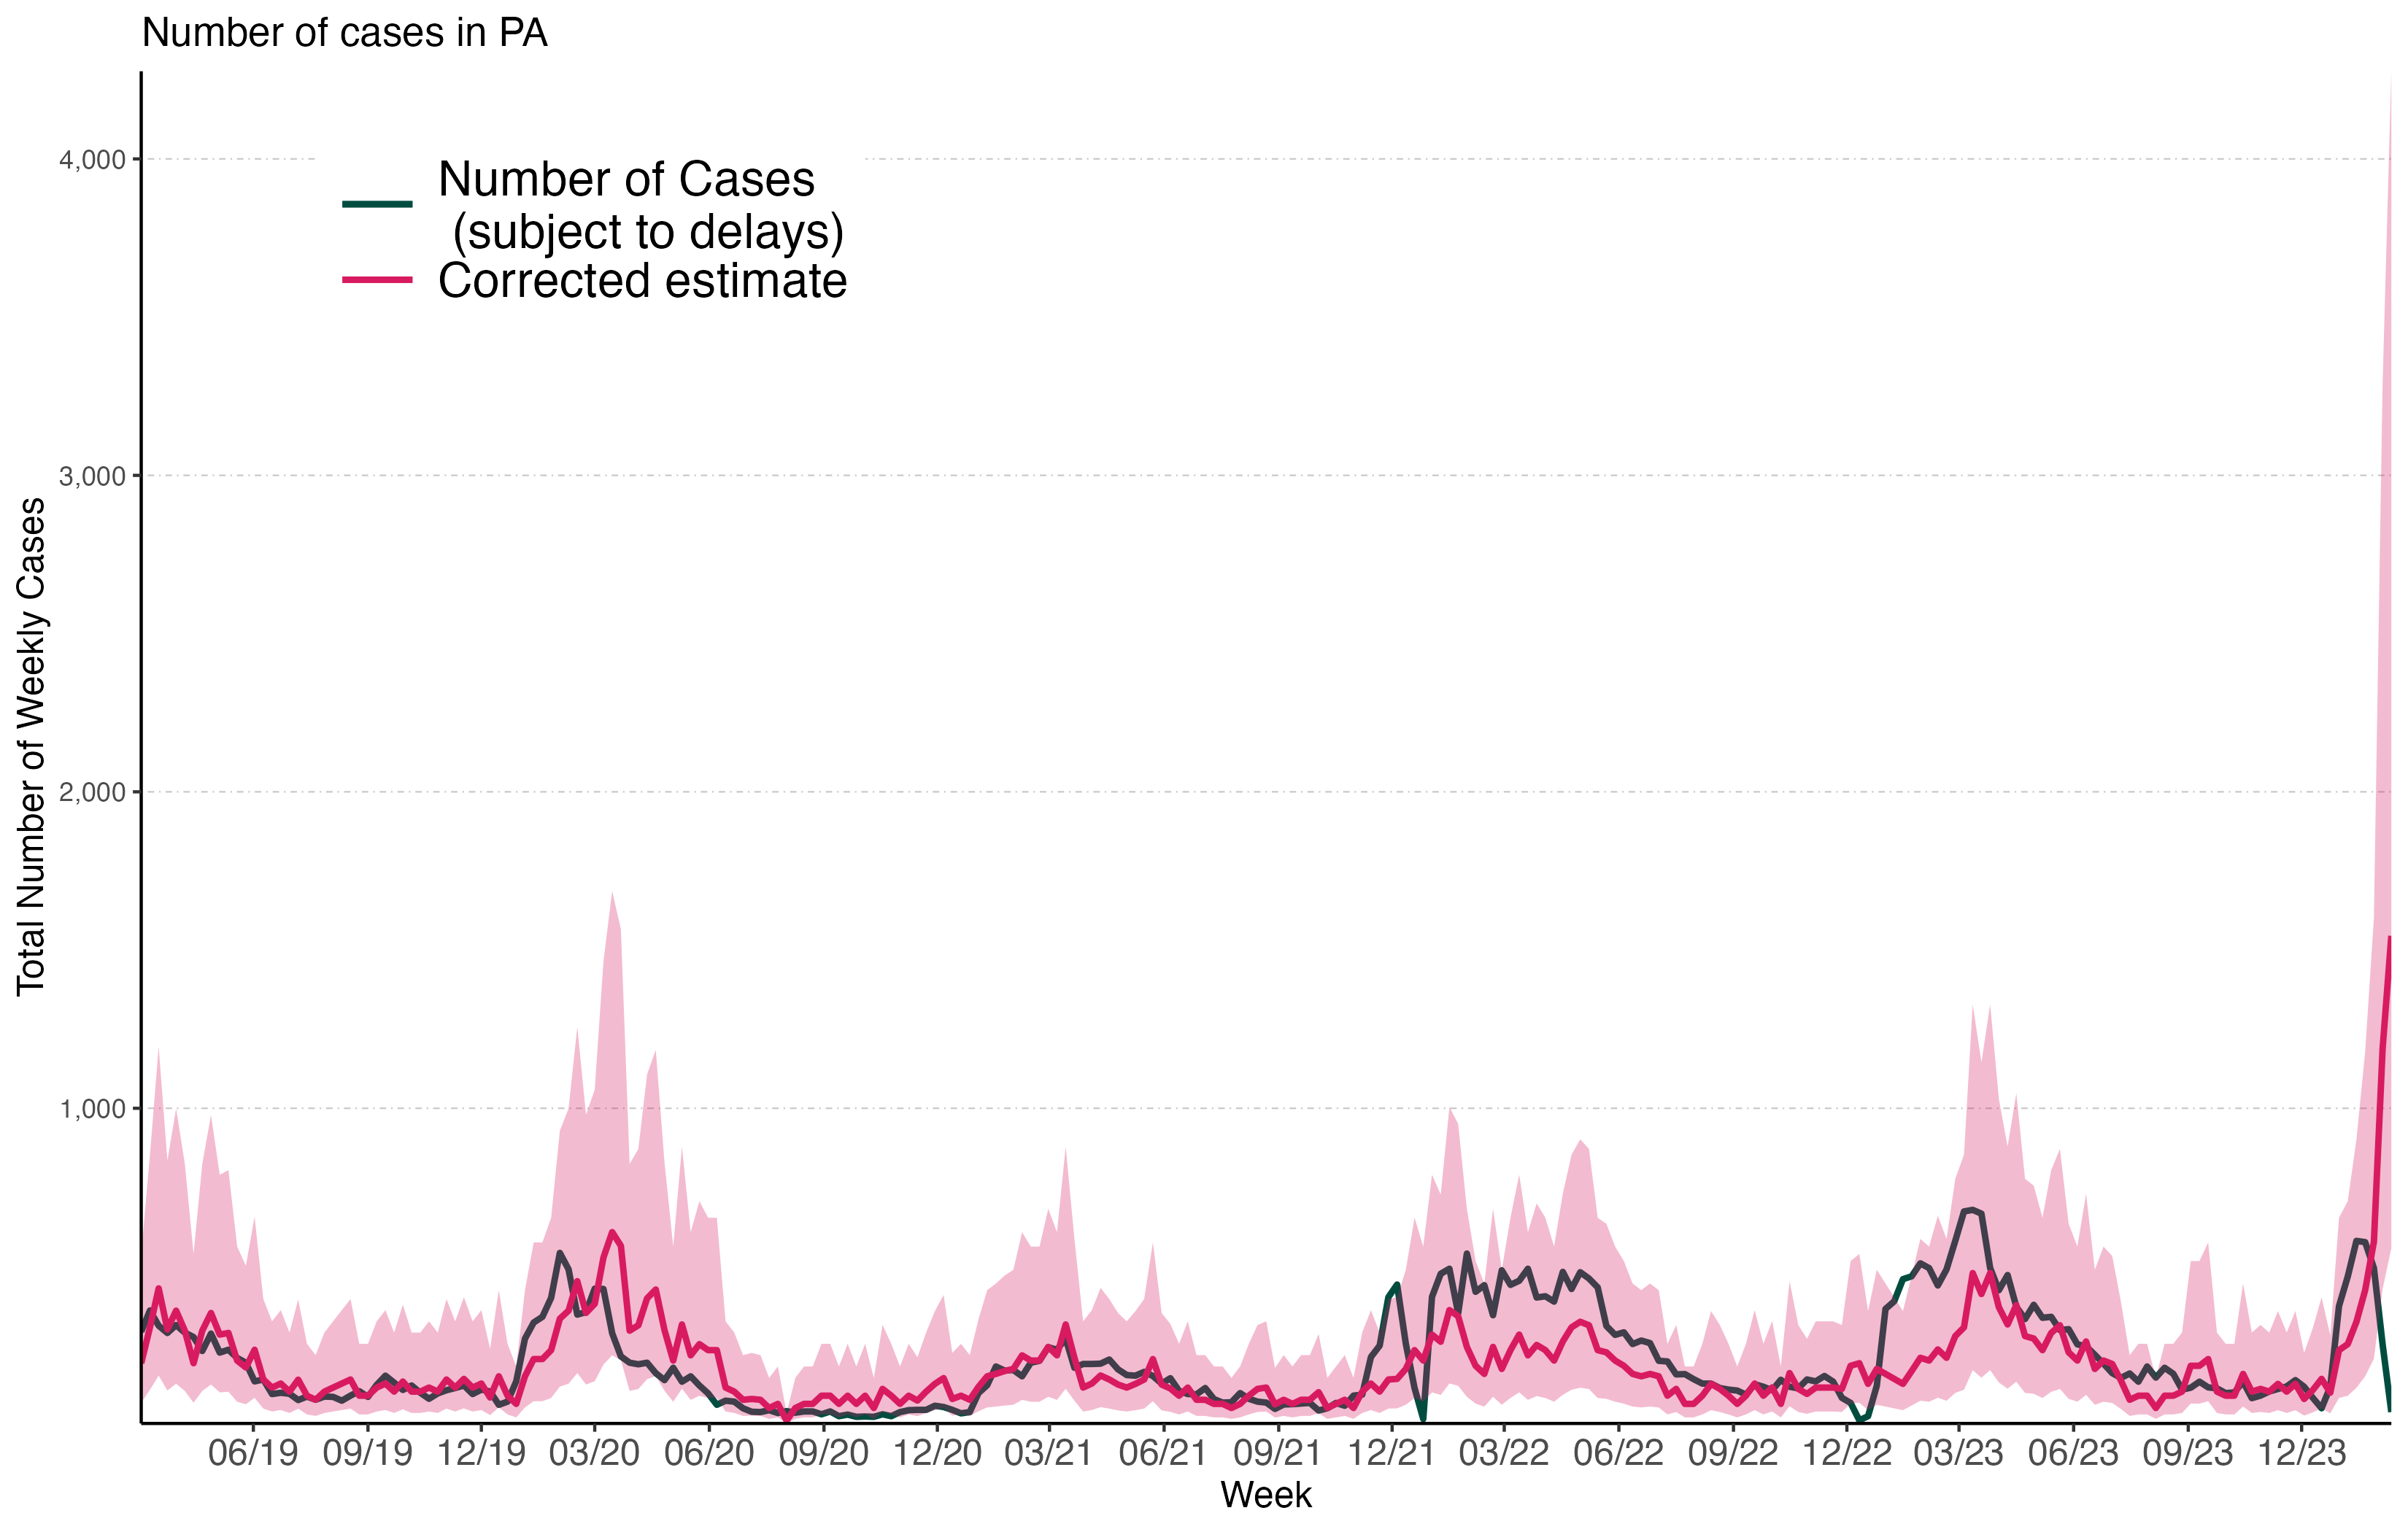 Number of cases in PA
4,000
3,000
2,000
1,000
Total Number of Weekly Cases
Number of Cases
(subject to delays)
Corrected estimate
06/19 09/19 12/19 03/20 06/20 09/20 12/20 03/21 06/21 09/21 12/21 03/22 06/22 09/22 12/22 03/23 06/23 09/23 12/23
Week